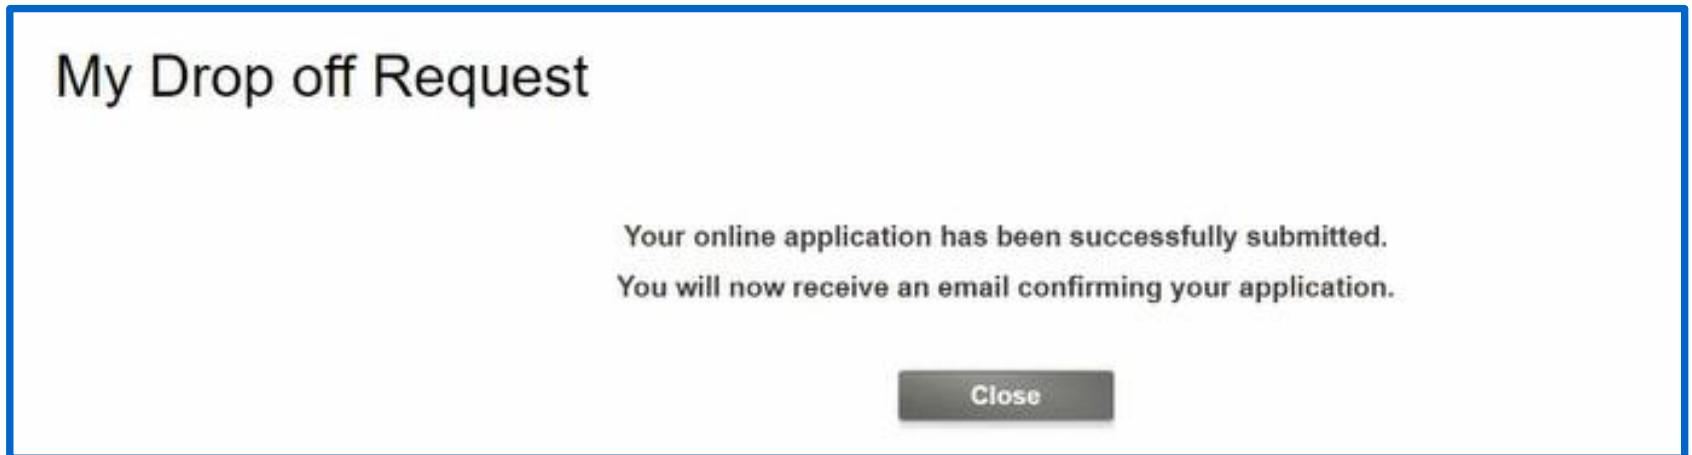 My Drop off Request
Your online application has been successfully submitted.
You will now receive an email confirming your application.
Close